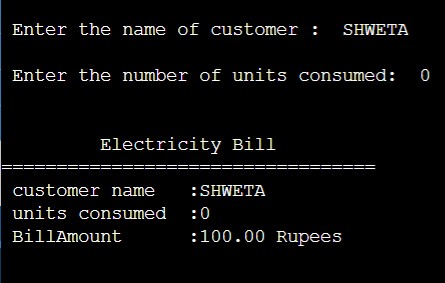 Enter the name of customer :  SHWETA
Enter the number of units consumed:  0
Electricity Bill
==================================
customer name   :SHWETA
units consumed  :0
BillAmount      :100.00 Rupees